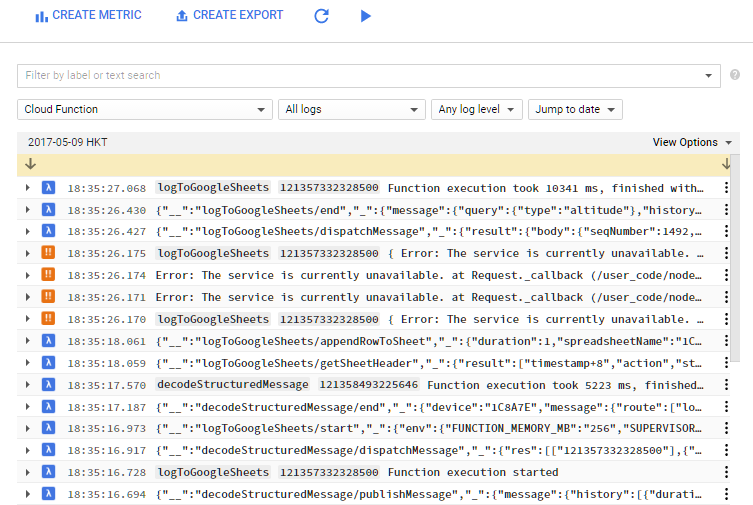 CREATE METRIC CREATE EXPORT
Filter by label or text search
Cloud Function All logs Any log level Jump to date
2017-05-09 HKT View Options
18:35:27.068 logToGoogleSheets 121357332328500 Function execution took 10341 ms, finished with…
18:35:26.430 {"__":"logToGoogleSheets/end","_":{"message":{"query":{"type":"altitude"},"history…
18:35:26.427 {"__":"logToGoogleSheets/dispatchMessage","_":{"result":{"body":{"seqNumber":1492,…
18:35:26.175 logToGoogleSheets 121357332328500 { Error: The service is currently unavailable. …
18:35:26.174 Error: The service is currently unavailable. at Request._callback (/user_code/node…
18:35:26.171 Error: The service is currently unavailable. at Request._callback (/user_code/node…
18:35:26.170 logToGoogleSheets 121357332328500 { Error: The service is currently unavailable. …
18:35:18.061 {"__":"logToGoogleSheets/appendRowToSheet","_":{"duration":1,"spreadsheetName":"1C…
18:35:18.059 {"__":"logToGoogleSheets/getSheetHeader","_":{"result":["timestamp+8","action","st…
18:35:17.570 decodeStructuredMessage 121358493225646 Function execution took 5223 ms, finished…
18:35:17.187 {"__":"decodeStructuredMessage/end","_":{"device":"1C8A7E","message":{"route":["lo…
18:35:16.973 {"__":"logToGoogleSheets/start","_":{"env":{"FUNCTION_MEMORY_MB":"256","SUPERVISOR…
18:35:16.917 {"__":"decodeStructuredMessage/dispatchMessage","_":{"res":[["121357332328500"],{"…
18:35:16.728 logToGoogleSheets 121357332328500 Function execution started
18:35:16.694 {"__":"decodeStructuredMessage/publishMessage","_":{"message":{"history":[{"durati…